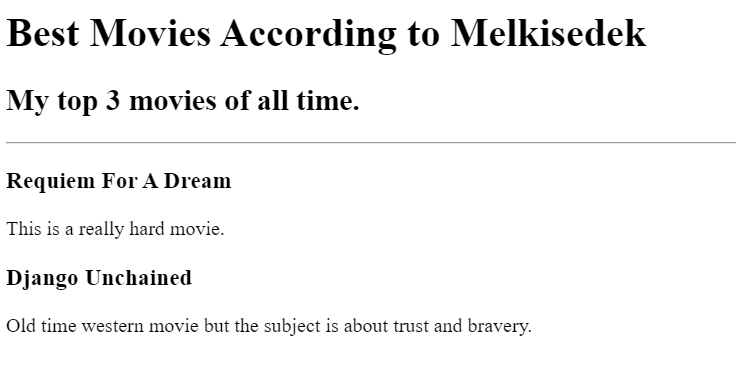 Best Movies According to Melkisedek
My top 3 movies of all time.
Requiem For A Dream
This is a really hard movie.
Django Unchained
Old time western movie but the subject is about trust and bravery.